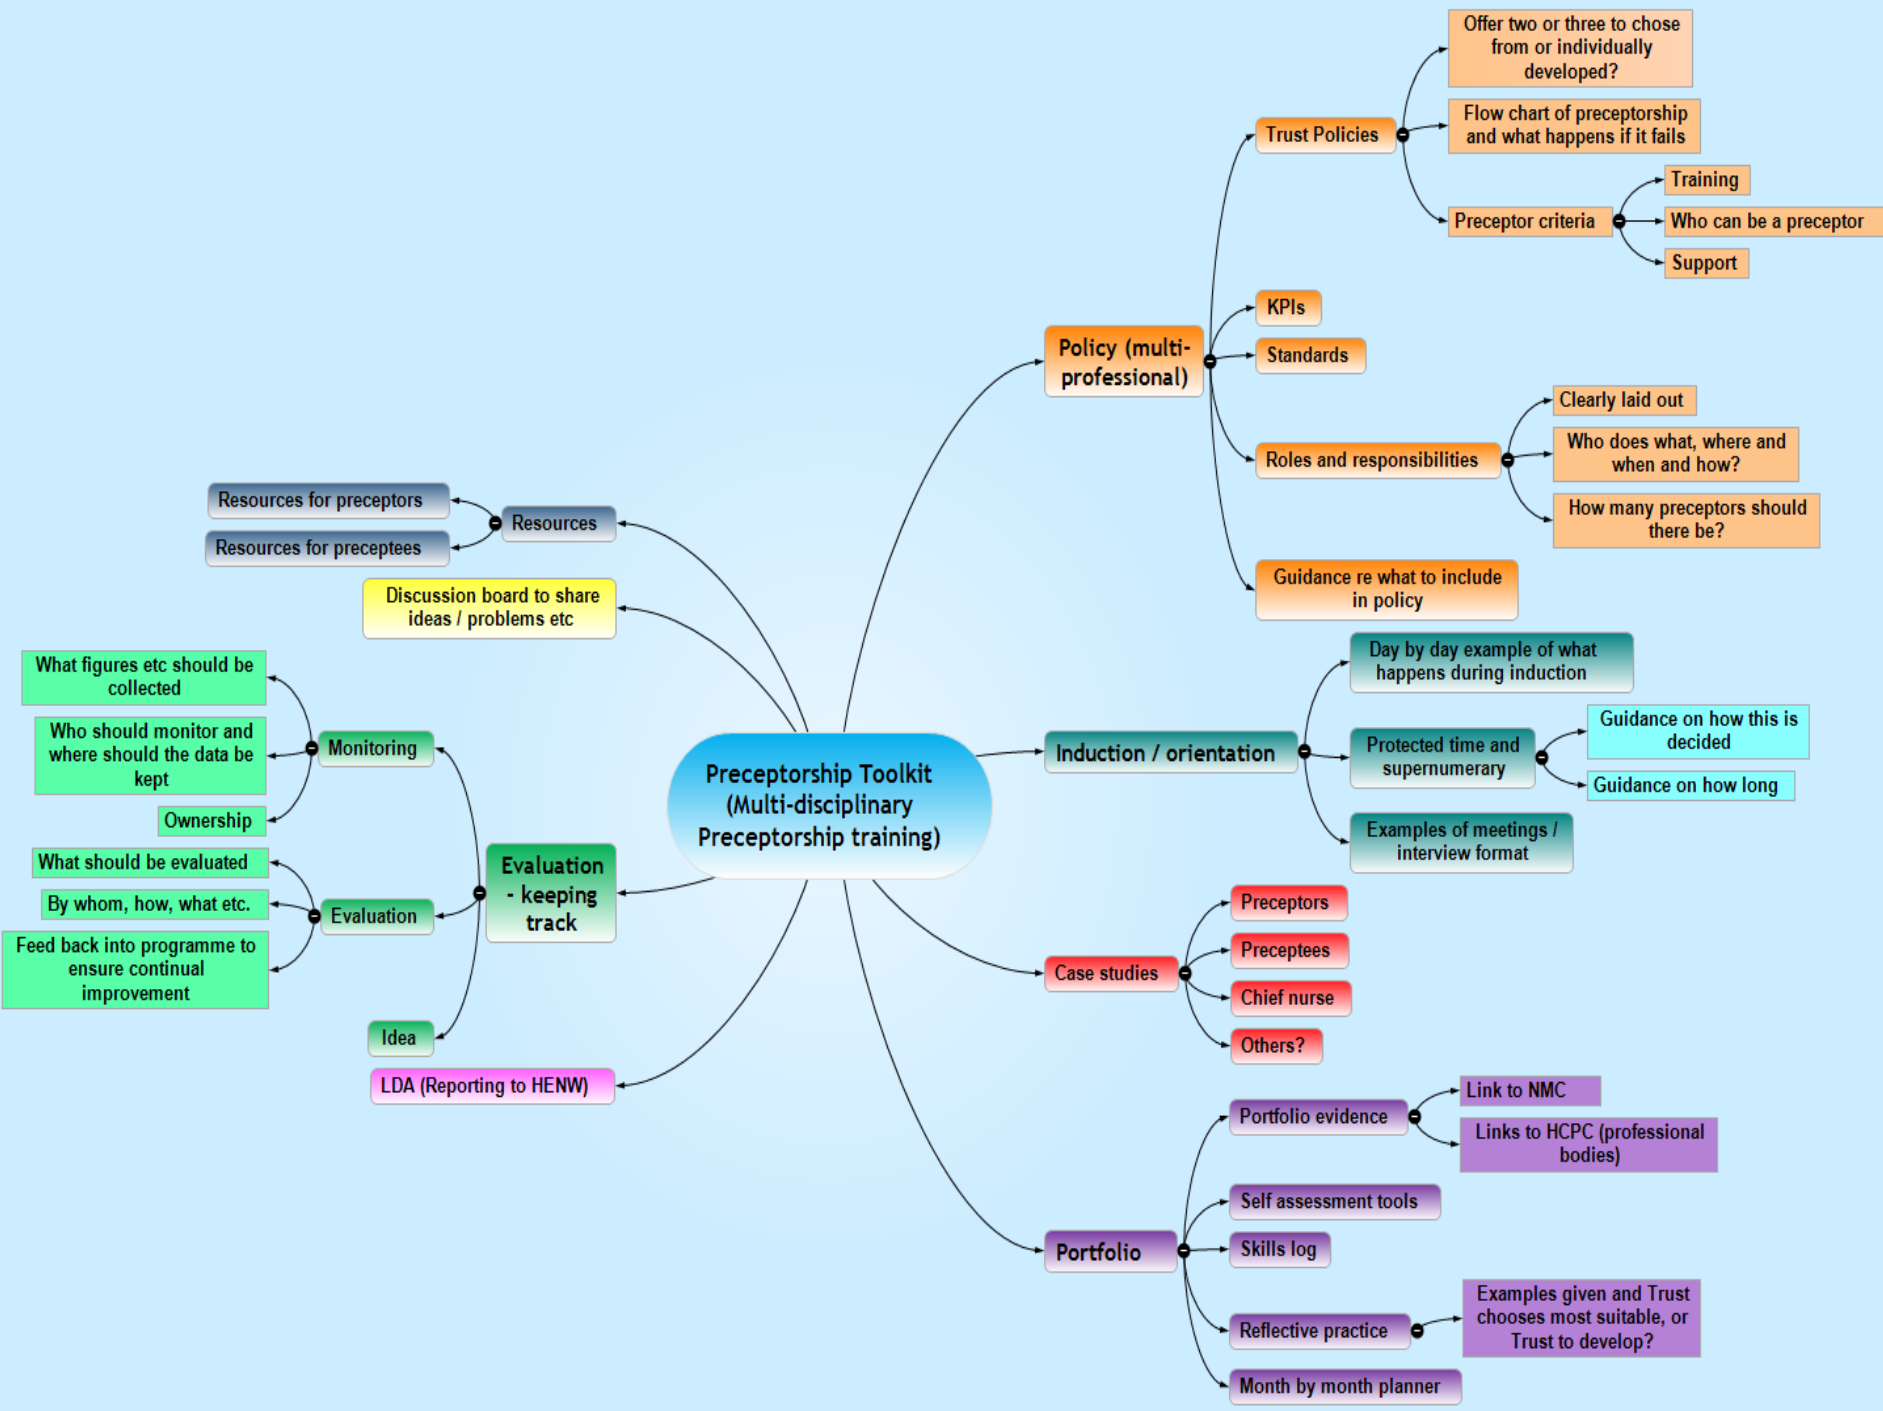 Preceptorship Toolkit
(Multi-disciplinary
Preceptorship training)
Policy (multi-
professional)
Trust Policies
Offer two or three to chose
from or individually
developed?
Flow chart of preceptorship
and what happens if it fails
Preceptor criteria
Training
Who can be a preceptor
Support
KPIs
Standards
Roles and responsibilities
Clearly laid out
Who does what, where and
when and how?
How many preceptors should
there be?
Guidance re what to include
in policy
Induction / orientation
Day by day example of what
happens during induction
Protected time and
supernumerary
Guidance on how this is
decided
Guidance on how long
Examples of meetings /
interview format
Case studies
Preceptors
Preceptees
Chief nurse
Others?
Portfolio
Portfolio evidence
Link to NMC
Links to HCPC (professional
bodies)
Self assessment tools
Skills log
Reflective practice
Examples given and Trust
chooses most suitable, or
Trust to develop?
Month by month planner
Resources
Resources for preceptors
Resources for preceptees
Discussion board to share
ideas / problems etc
Evaluation
- keeping
track
Monitoring
What figures etc should be
collected
Who should monitor and
where should the data be
kept
Ownership
Evaluation
What should be evaluated
By whom, how, what etc.
Feed back into programme to
ensure continual
improvement
Idea
LDA (Reporting to HENW)